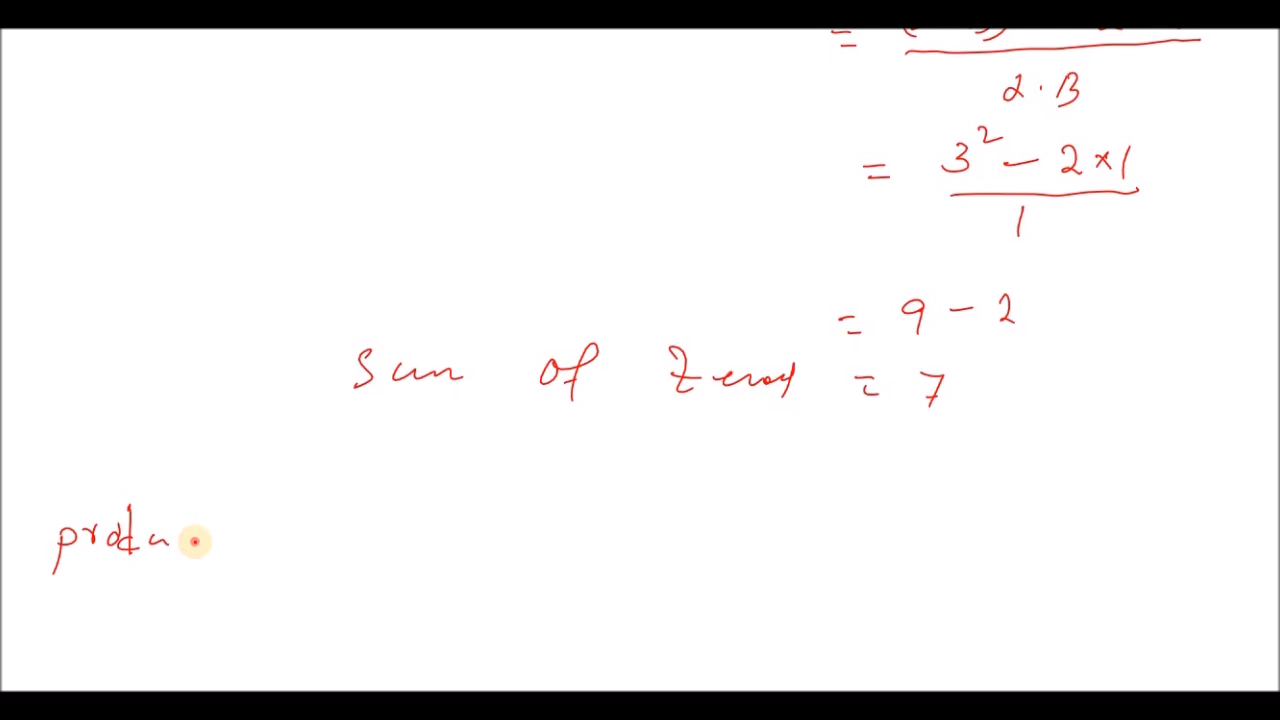 =
α · β
= 3² - 2 × 1
1
= 9 - 2
Sum of Zeros = 7
produ